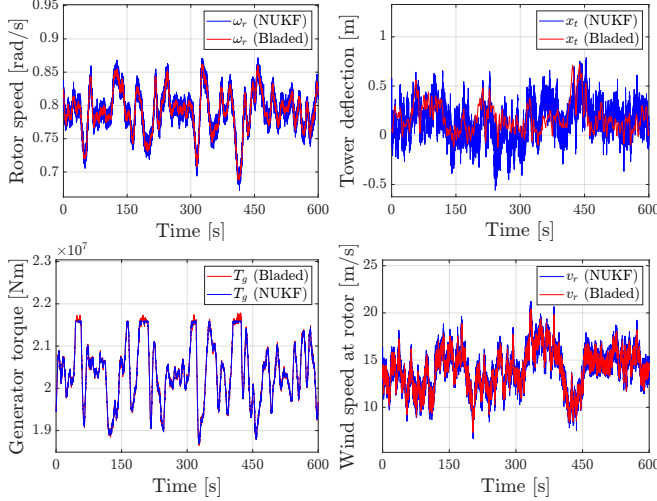 ω_r (NUKF)
ω_r (Bladed)
Rotor speed [rad/s]
0.85
0.8
0.75
0.7
0 150 300 450 600
Time [s]
x_t (NUKF)
x_t (Bladed)
Tower deflection [m]
1
0.5
0
-0.5
0 150 300 450 600
Time [s]
×10^7
T_g (Bladed)
T_g (NUKF)
Generator torque [Nm]
2.3
2.2
2.1
2
1.9
0 150 300 450 600
Time [s]
v_r (NUKF)
v_r (Bladed)
Wind speed at rotor [m/s]
25
20
15
10
0 150 300 450 600
Time [s]